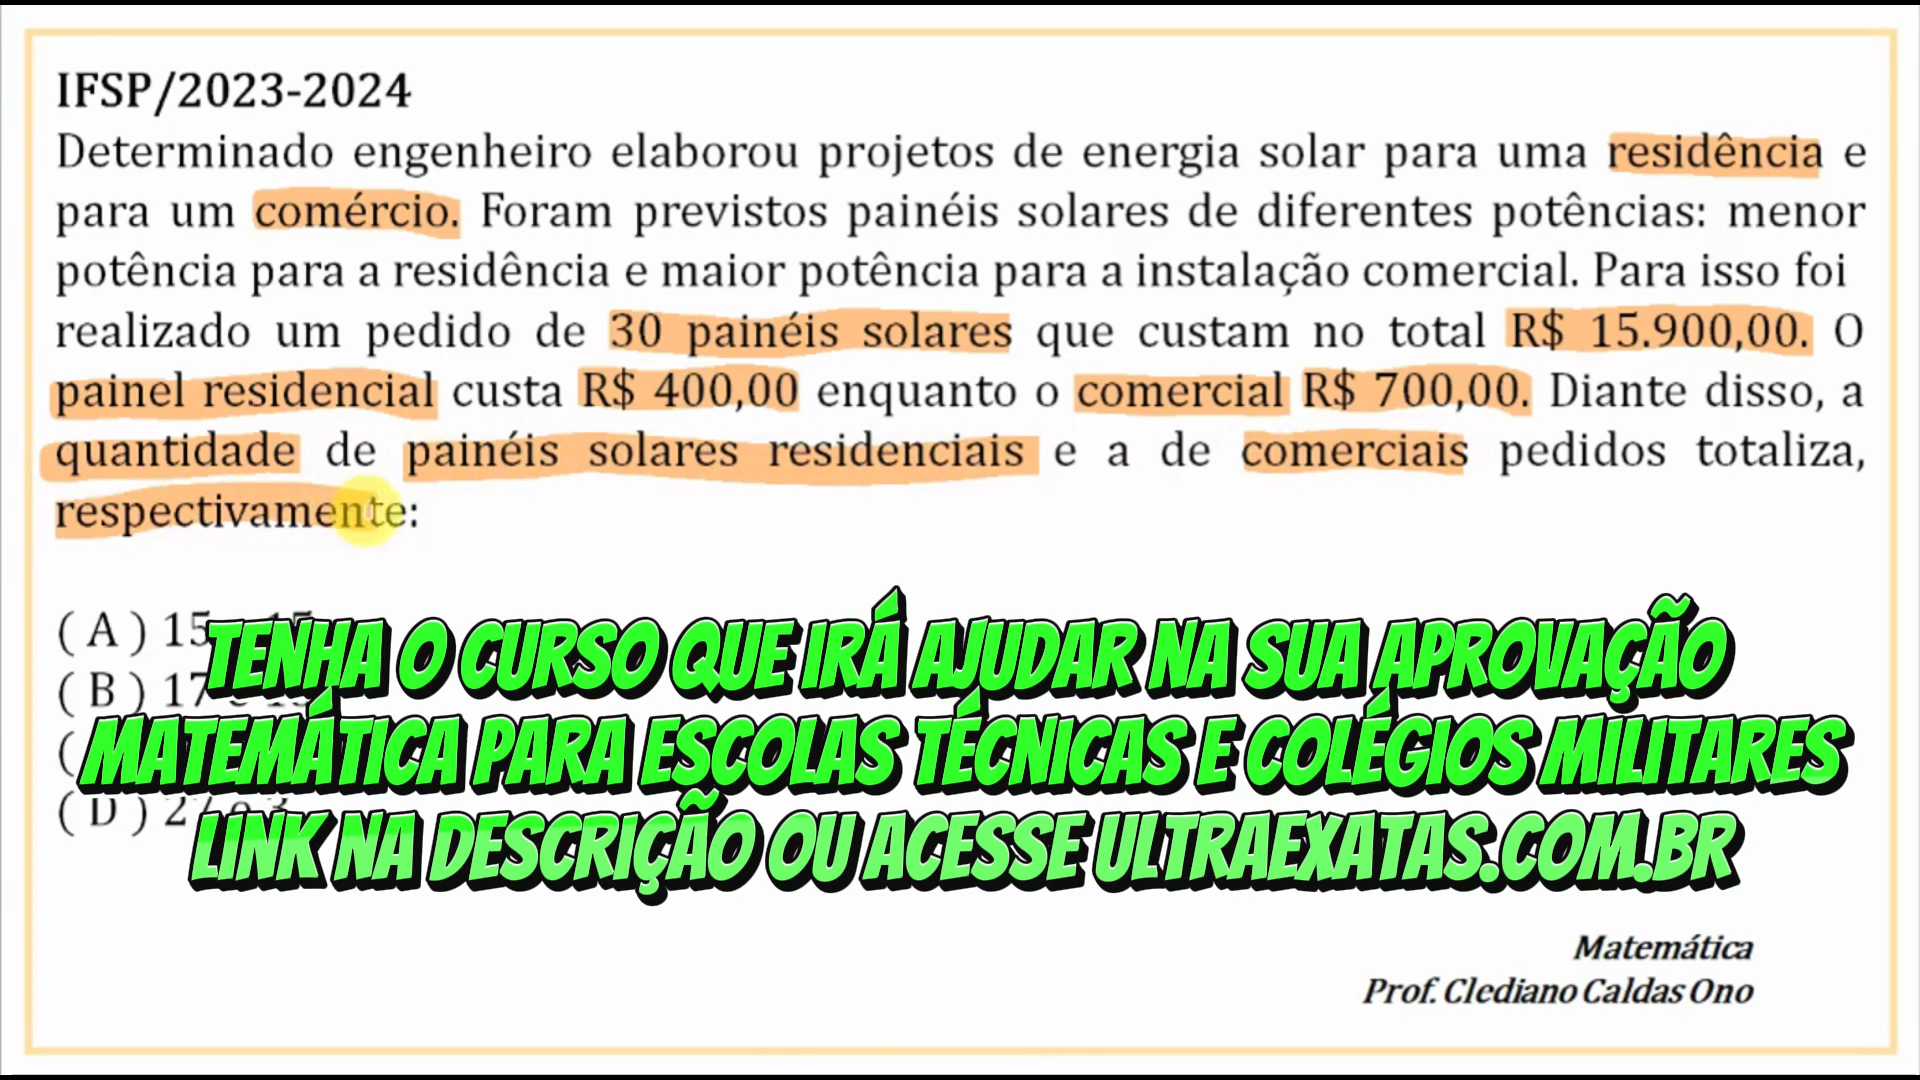 IFSP/2023-2024
Determinado engenheiro elaborou projetos de energia solar para uma residência e
para um comércio. Foram previstos painéis solares de diferentes potências: menor
potência para a residência e maior potência para a instalação comercial. Para isso foi
realizado um pedido de 30 painéis solares que custam no total R$ 15.900,00. O
painel residencial custa R$ 400,00 enquanto o comercial R$ 700,00. Diante disso, a
quantidade de painéis solares residenciais e a de comerciais pedidos totaliza,
respectivamente:
( A ) 15
TENHA O CURSO QUE IRÁ AJUDAR NA SUA APROVAÇÃO
( B ) 17
MATEMÁTICA PARA ESCOLAS TÉCNICAS E COLÉGIOS MILITARES
(
( D ) 27 e 3
LINK NA DESCRIÇÃO OU ACESSE ULTRAEXATAS.COM.BR
Matemática
Prof. Clediano Caldas Ono